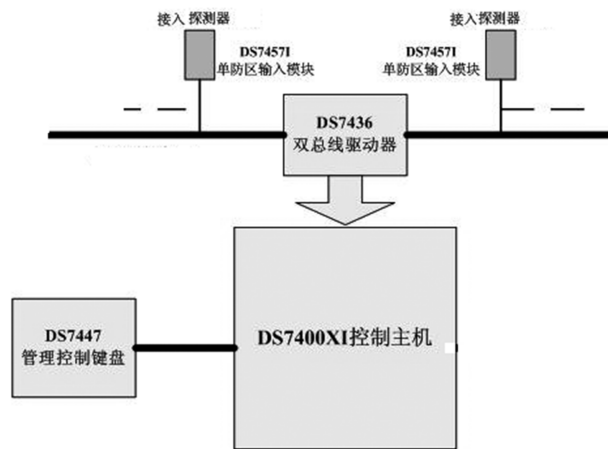 接入 探测器
DS7457I
单防区输入模块
接入 探测器
DS7457I
单防区输入模块
DS7436
双总线驱动器
DS7447
管理控制键盘
DS7400XI控制主机